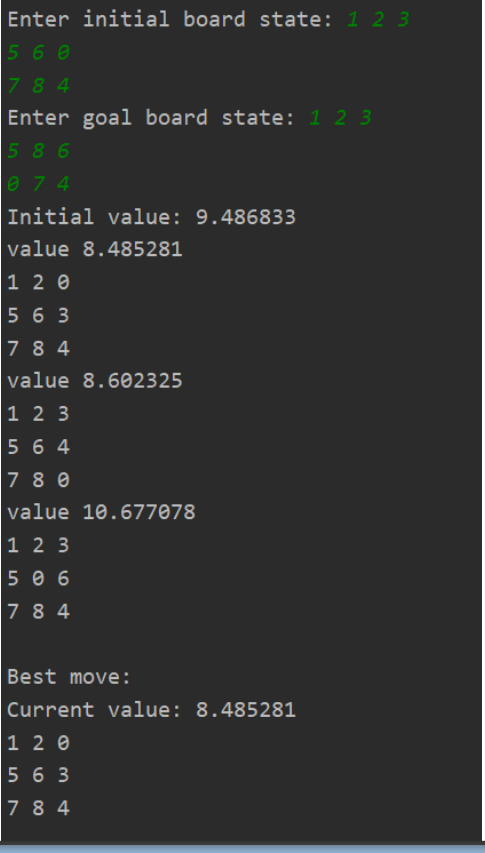 Enter initial board state: 1 2 3
5 6 0
7 8 4
Enter goal board state: 1 2 3
5 8 6
0 7 4
Initial value: 9.486833
value 8.485281
1 2 0
5 6 3
7 8 4
value 8.602325
1 2 3
5 6 4
7 8 0
value 10.677078
1 2 3
5 0 6
7 8 4
Best move:
Current value: 8.485281
1 2 0
5 6 3
7 8 4